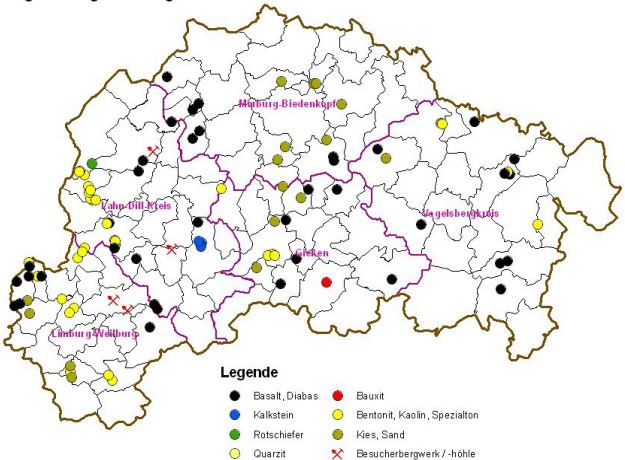 Marburg-Biedenkopf
Lahn-Dill-Kreis
Vogelsbergkreis
Gießen
Limburg-Weilburg
Legende
Basalt, Diabas
Bauxit
Kalkstein
Bentonit, Kaolin, Spezialton
Rotschiefer
Kies, Sand
Quarzit
Besucherbergwerk / -höhle